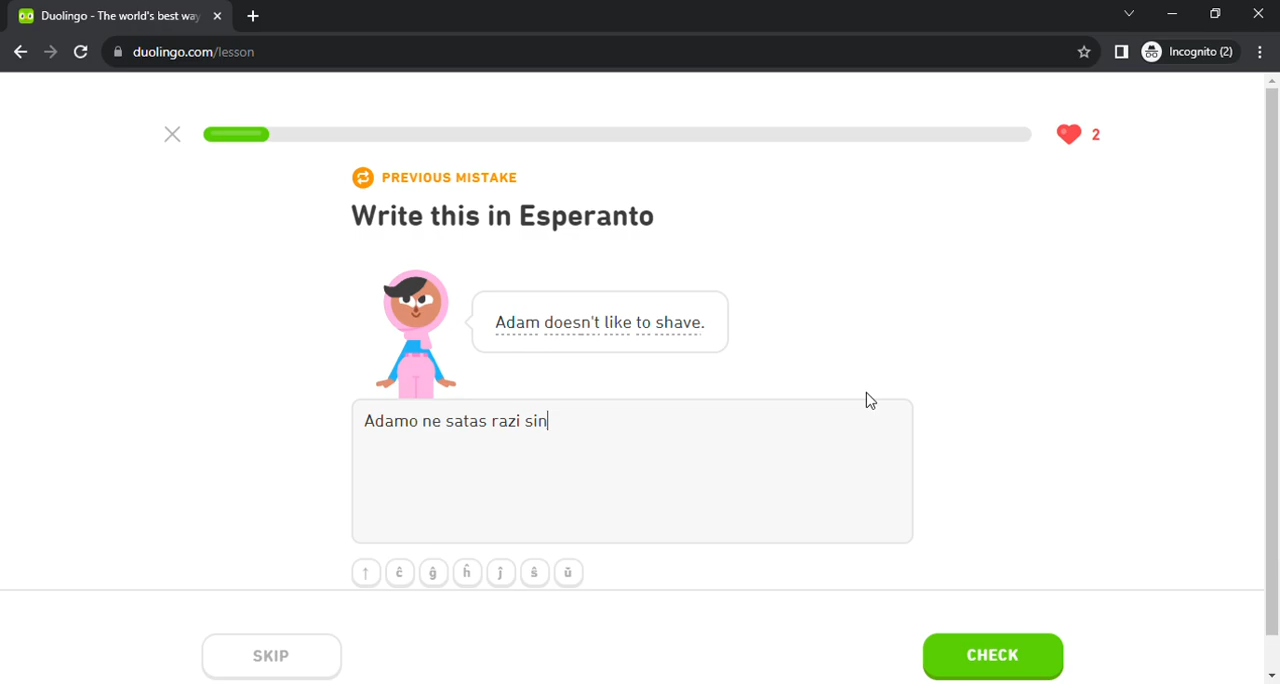 Duolingo - The world's best way
duolingo.com/lesson
Incognito (2)
2
PREVIOUS MISTAKE
Write this in Esperanto
Adam doesn't like to shave.
Adamo ne satas razi sin
↑ ĉ ĝ ĥ ĵ ŝ ŭ
SKIP
CHECK